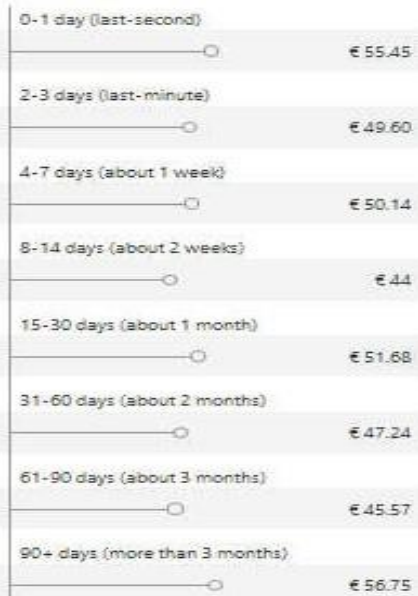 0-1 day (last-second)
€ 55.45
2-3 days (last-minute)
€ 49.60
4-7 days (about 1 week)
€ 50.14
8-14 days (about 2 weeks)
€ 44
15-30 days (about 1 month)
€ 51.68
31-60 days (about 2 months)
€ 47.24
61-90 days (about 3 months)
€ 45.57
90+ days (more than 3 months)
€ 56.75